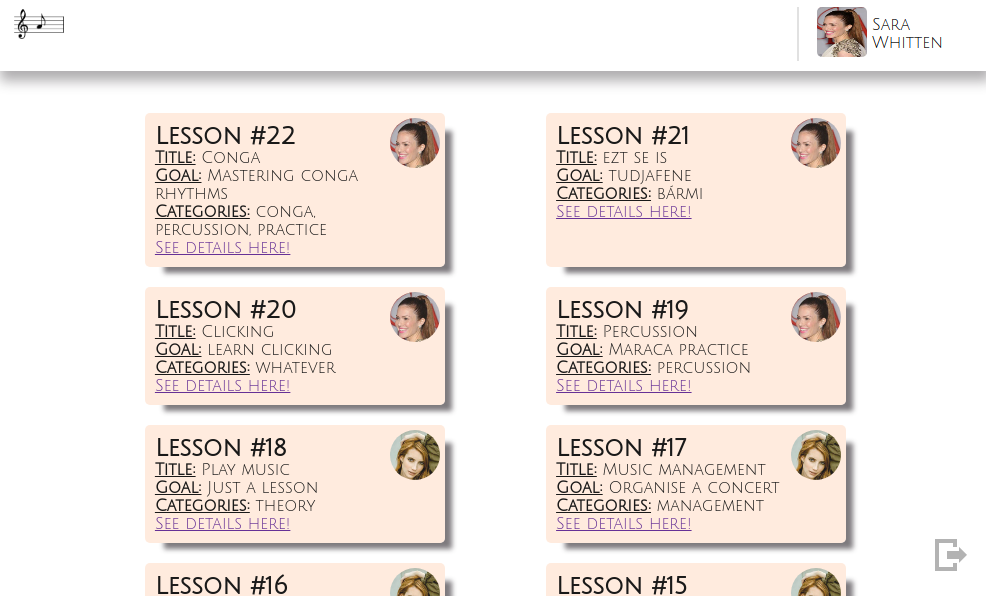 Sara
Whitten
Lesson #22
Title: Conga
Goal: Mastering conga
rhythms
Categories: conga,
percussion, practice
See details here!
Lesson #21
Title: ezt se is
Goal: tudjafene
Categories: bármi
See details here!
Lesson #20
Title: Clicking
Goal: learn clicking
Categories: whatever
See details here!
Lesson #19
Title: Percussion
Goal: Maraca practice
Categories: percussion
See details here!
Lesson #18
Title: Play music
Goal: Just a lesson
Categories: theory
See details here!
Lesson #17
Title: Music management
Goal: Organise a concert
Categories: management
See details here!
Lesson #16
Lesson #15